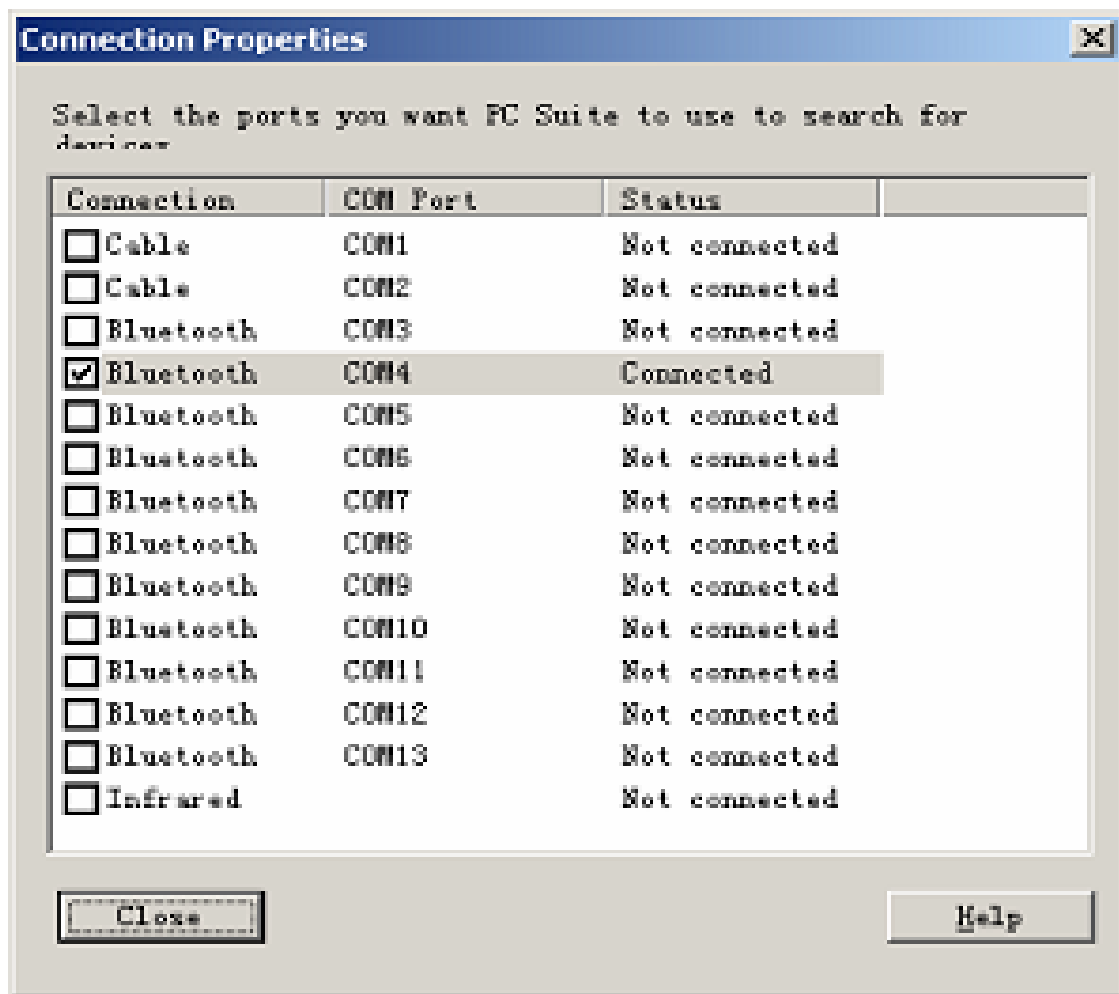 Connection Properties
Select the ports you want PC Suite to use to search for
devices
Connection COM Port Status
Cable COM1 Not connected
Cable COM2 Not connected
Bluetooth COM3 Not connected
Bluetooth COM4 Connected
Bluetooth COM5 Not connected
Bluetooth COM6 Not connected
Bluetooth COM7 Not connected
Bluetooth COM8 Not connected
Bluetooth COM9 Not connected
Bluetooth COM10 Not connected
Bluetooth COM11 Not connected
Bluetooth COM12 Not connected
Bluetooth COM13 Not connected
Infrared Not connected
Close Help